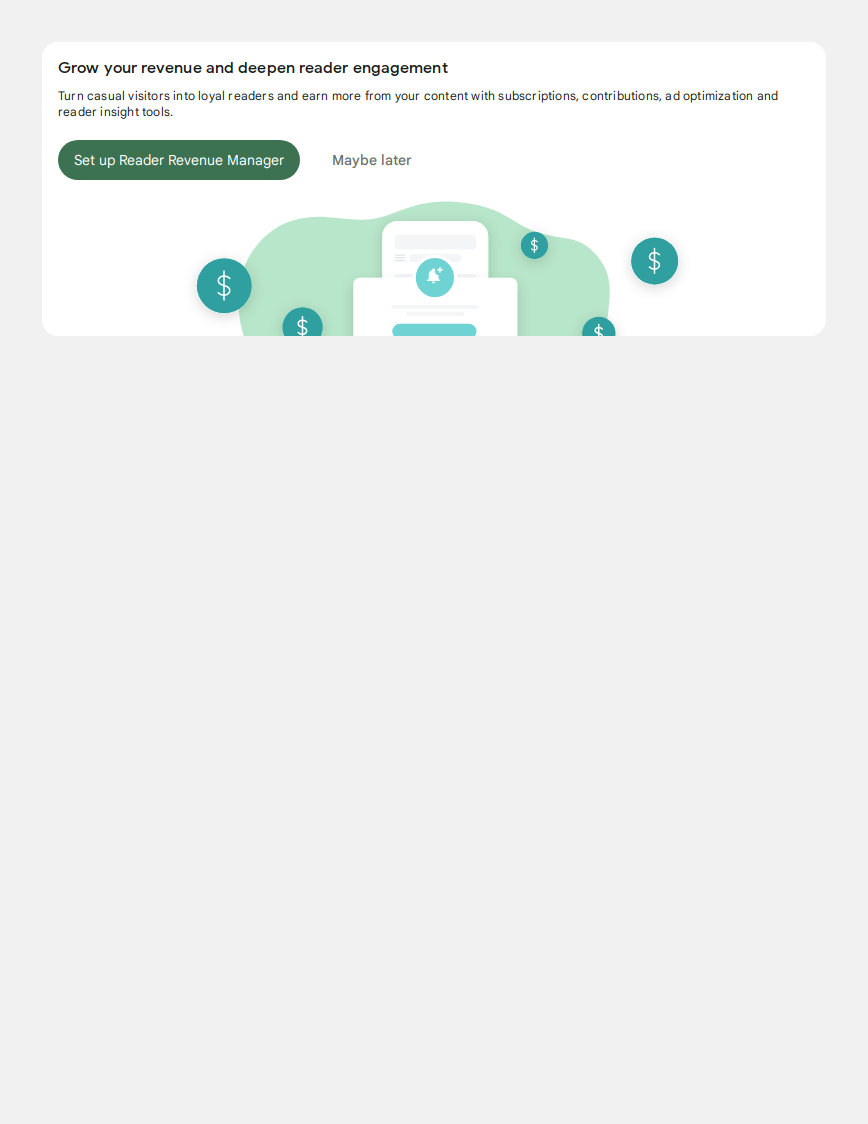 Grow your revenue and deepen reader engagement
Turn casual visitors into loyal readers and earn more from your content with subscriptions, contributions, ad optimization and
reader insight tools.
Set up Reader Revenue Manager
Maybe later
$
$
$
$
$